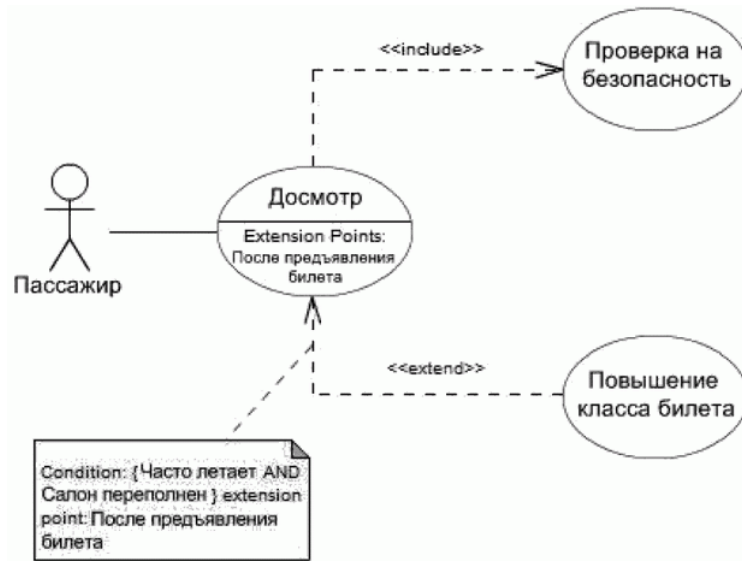 <<include>>
Проверка на
безопасность
Досмотр
Extension Points:
После предъявления
билета
Пассажир
<<extend>>
Повышение
класса билета
Condition: {Часто летает AND
Салон переполнен } extension
point: После предъявления
билета